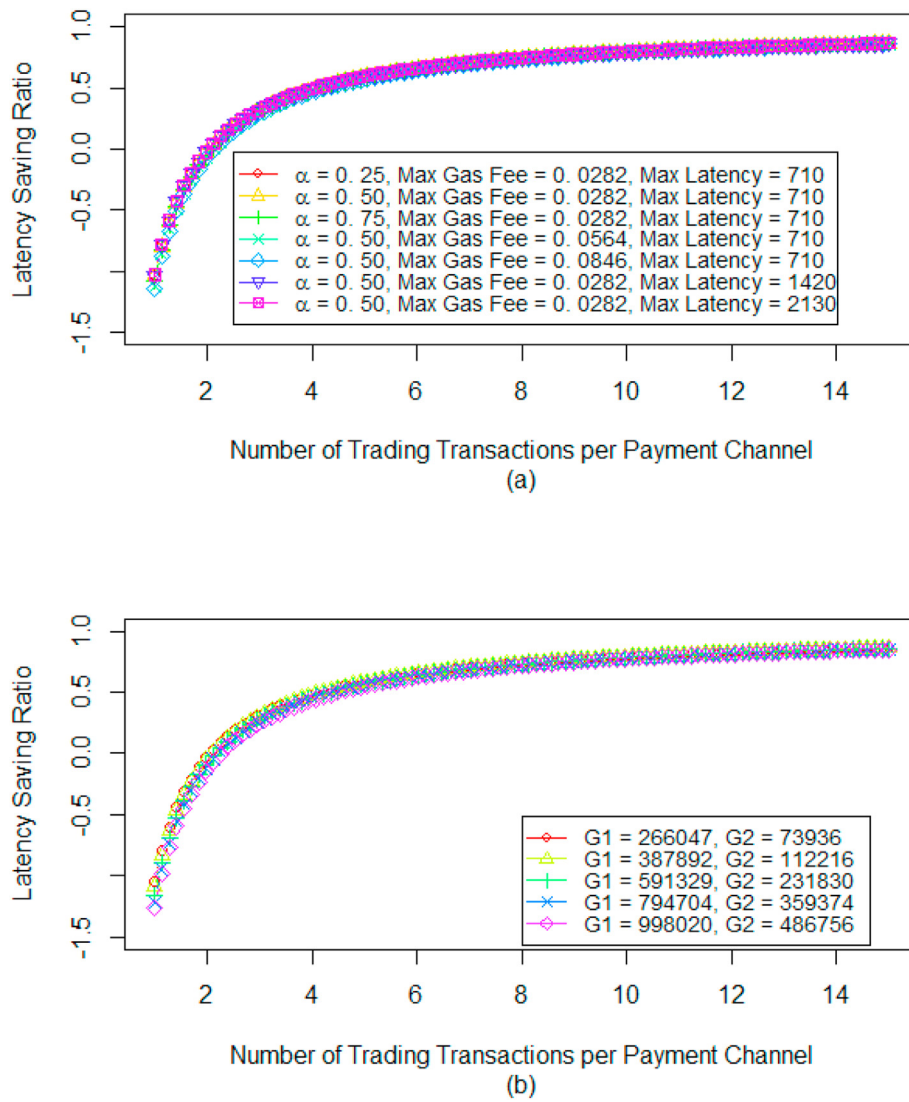 Latency Saving Ratio
1.0
0.5
0.0
-0.5
-1.5
α = 0. 25, Max Gas Fee = 0. 0282, Max Latency = 710
α = 0. 50, Max Gas Fee = 0. 0282, Max Latency = 710
α = 0. 75, Max Gas Fee = 0. 0282, Max Latency = 710
α = 0. 50, Max Gas Fee = 0. 0564, Max Latency = 710
α = 0. 50, Max Gas Fee = 0. 0846, Max Latency = 710
α = 0. 50, Max Gas Fee = 0. 0282, Max Latency = 1420
α = 0. 50, Max Gas Fee = 0. 0282, Max Latency = 2130
2 4 6 8 10 12 14
Number of Trading Transactions per Payment Channel
(a)
Latency Saving Ratio
1.0
0.5
0.0
-0.5
-1.5
G1 = 266047, G2 = 73936
G1 = 387892, G2 = 112216
G1 = 591329, G2 = 231830
G1 = 794704, G2 = 359374
G1 = 998020, G2 = 486756
2 4 6 8 10 12 14
Number of Trading Transactions per Payment Channel
(b)